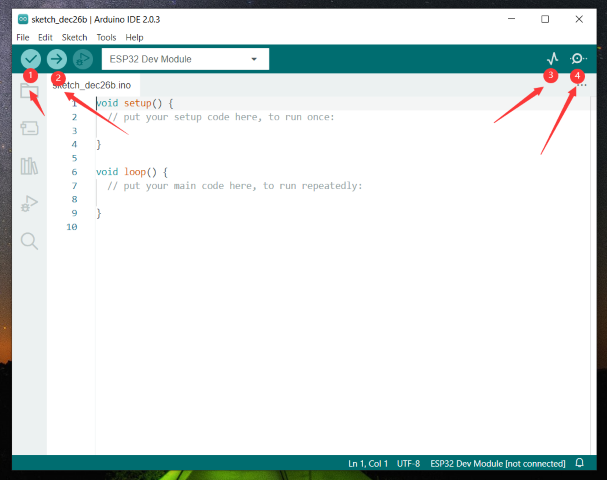 sketch_dec26b | Arduino IDE 2.0.3
File Edit Sketch Tools Help
ESP32 Dev Module
1 2 3 4
sketch_dec26b ino
1 void setup() {
2 // put your setup code here, to run once:
3
4 }
5
6 void loop() {
7 // put your main code here, to run repeatedly:
8
9 }
10
Ln 1, Col 1 UTF-8 ESP32 Dev Module [not connected]